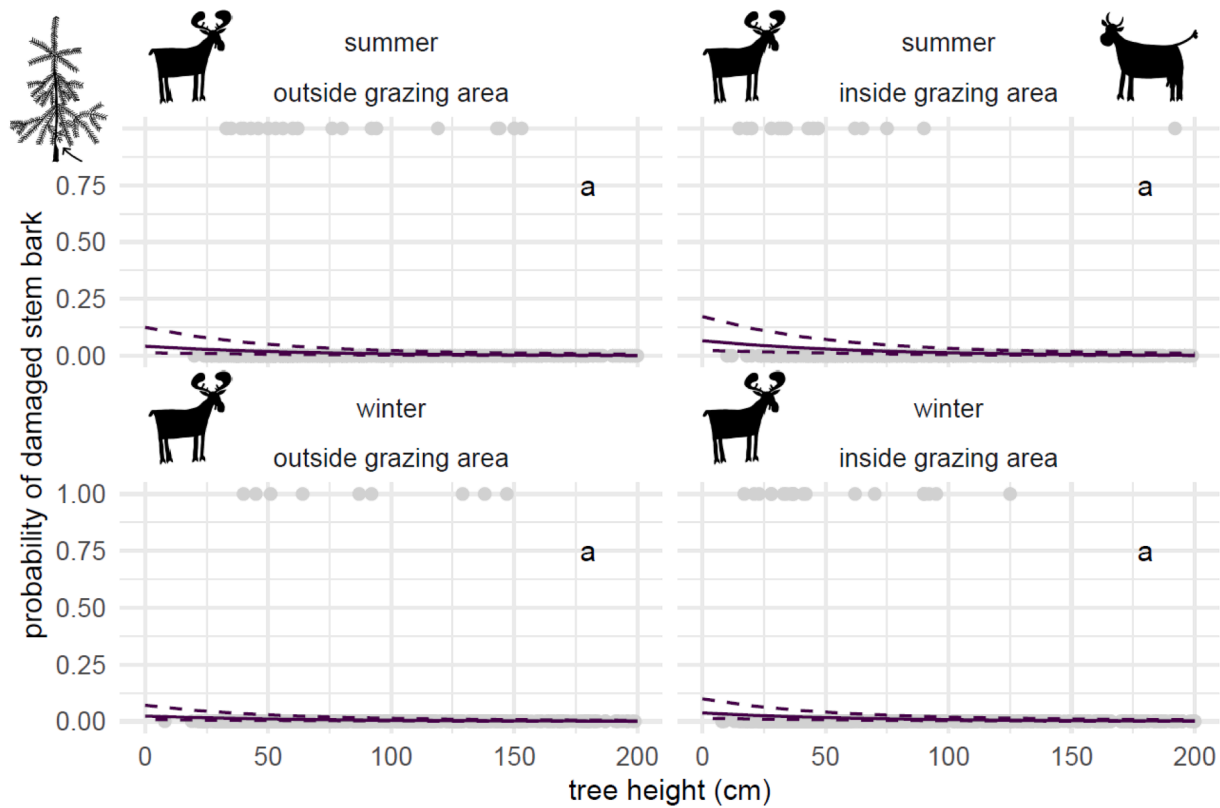 summer
summer
outside grazing area
inside grazing area
0.75
a
a
0.50
0.25
0.00
winter
winter
outside grazing area
inside grazing area
1.00
0.75
a
a
0.50
0.25
0.00
0
50
100
150
200
0
50
100
150
200
tree height (cm)
probability of damaged stem bark